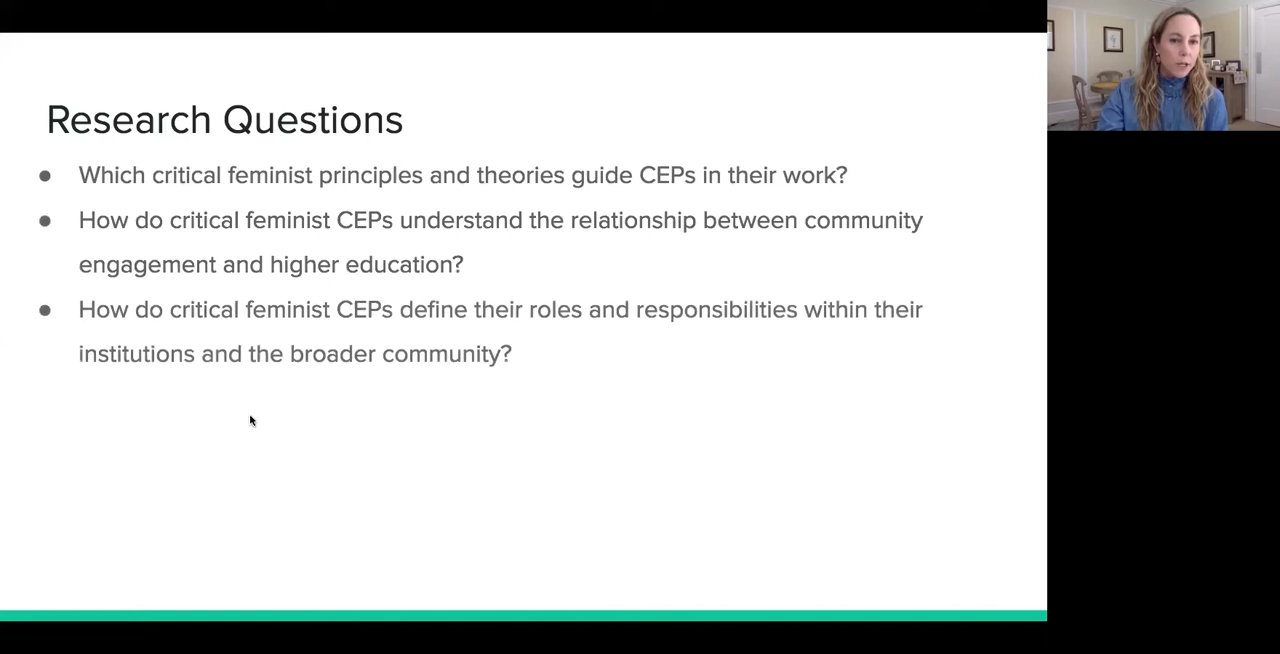 Research Questions
● Which critical feminist principles and theories guide CEPs in their work?
● How do critical feminist CEPs understand the relationship between community
engagement and higher education?
● How do critical feminist CEPs define their roles and responsibilities within their
institutions and the broader community?